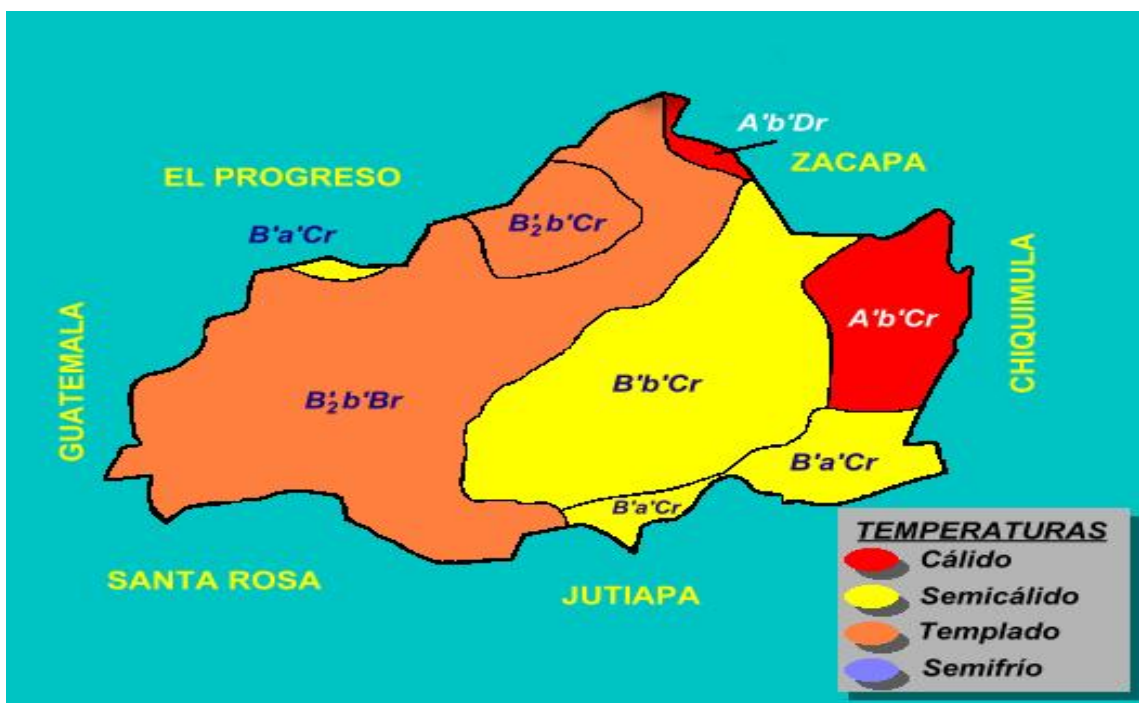 A'b'Dr
ZACAPA
EL PROGRESO
B'₂b'Cr
B'a'Cr
CHIQUIMULA
A'b'Cr
GUATEMALA
B'b'Cr
B'₂b'Br
B'a'Cr
B'a'Cr
SANTA ROSA
JUTIAPA
TEMPERATURAS
Cálido
Semicálido
Templado
Semifrío